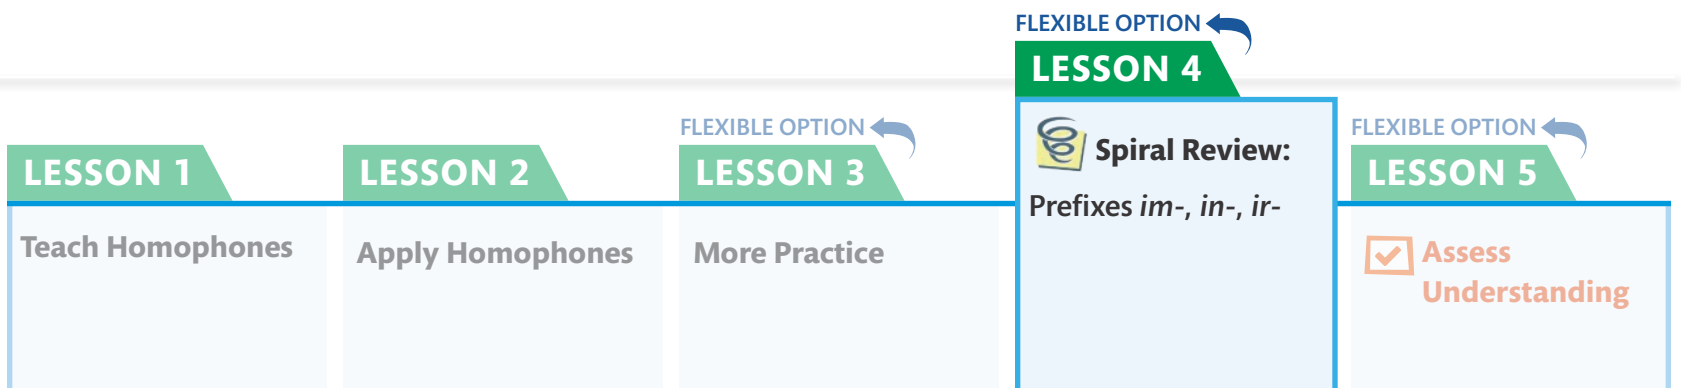 LESSON 1
Teach Homophones
LESSON 2
Apply Homophones
FLEXIBLE OPTION
LESSON 3
More Practice
FLEXIBLE OPTION
LESSON 4
Spiral Review:
Prefixes im-, in-, ir-
FLEXIBLE OPTION
LESSON 5
Assess
Understanding